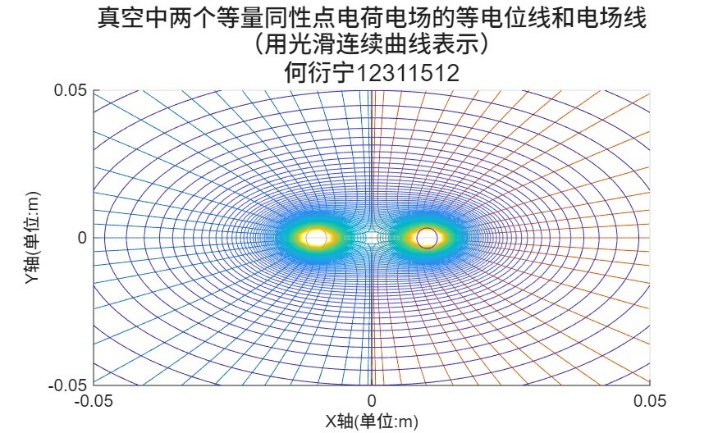 真空中两个等量同性点电荷电场的等电位线和电场线
（用光滑连续曲线表示）
何衍宁12311512
0.05
Y轴(单位:m)
0
-0.05
-0.05
0
0.05
X轴(单位:m)